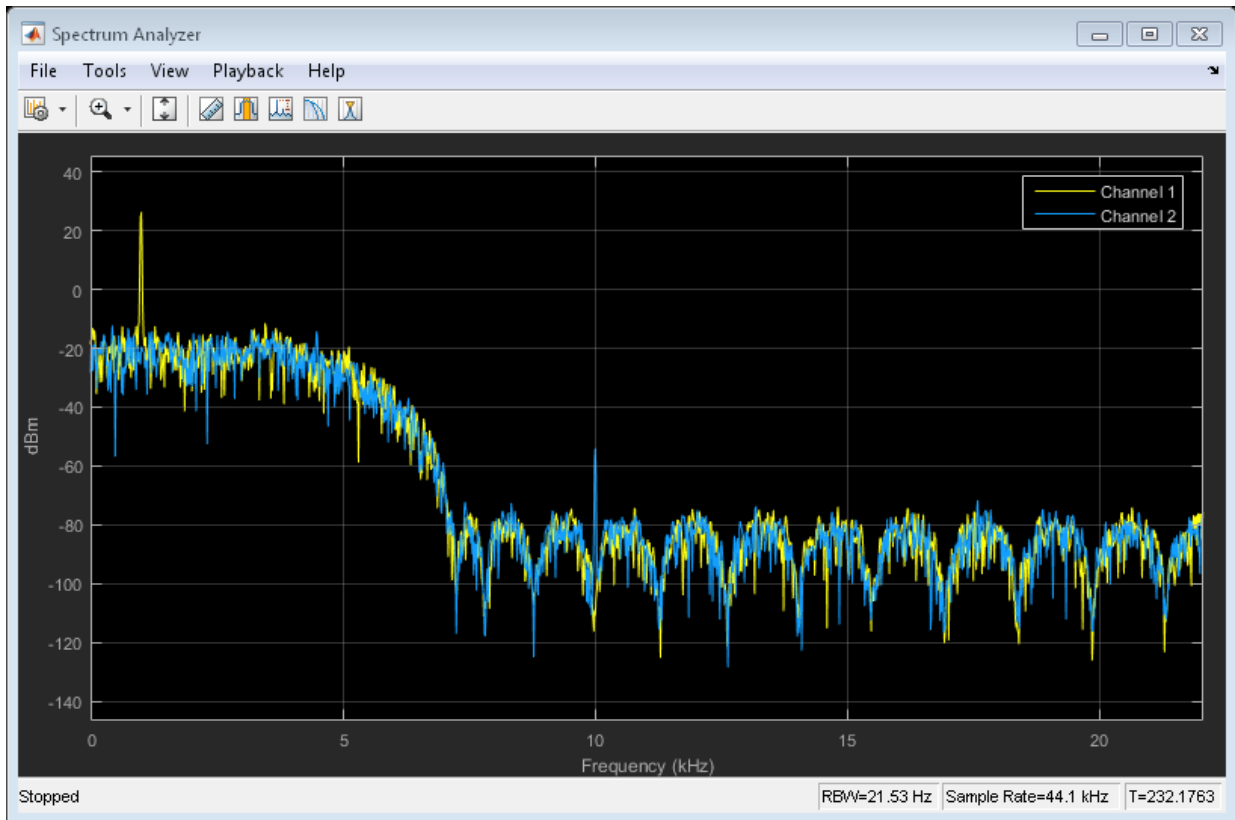 Spectrum Analyzer
File Tools View Playback Help
Channel 1
Channel 2
40
20
0
-20
-40
-60
-80
-100
-120
-140
dBm
0 5 10 15 20
Frequency (kHz)
Stopped RBW=21.53 Hz Sample Rate=44.1 kHz T=232.1763